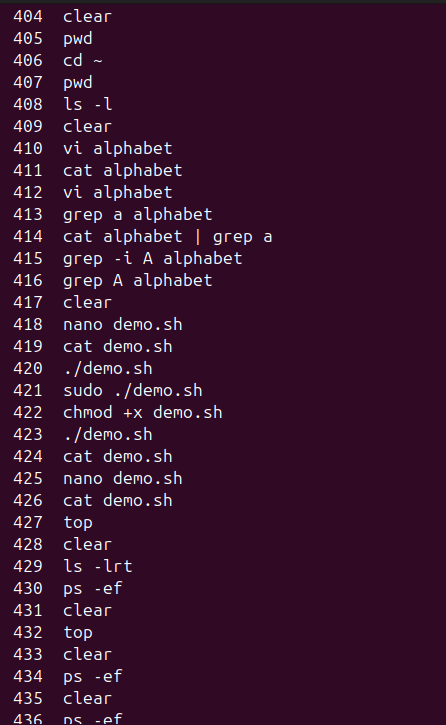 404 clear
405 pwd
406 cd ~
407 pwd
408 ls -l
409 clear
410 vi alphabet
411 cat alphabet
412 vi alphabet
413 grep a alphabet
414 cat alphabet | grep a
415 grep -i A alphabet
416 grep A alphabet
417 clear
418 nano demo.sh
419 cat demo.sh
420 ./demo.sh
421 sudo ./demo.sh
422 chmod +x demo.sh
423 ./demo.sh
424 cat demo.sh
425 nano demo.sh
426 cat demo.sh
427 top
428 clear
429 ls -lrt
430 ps -ef
431 clear
432 top
433 clear
434 ps -ef
435 clear
436 ps -ef